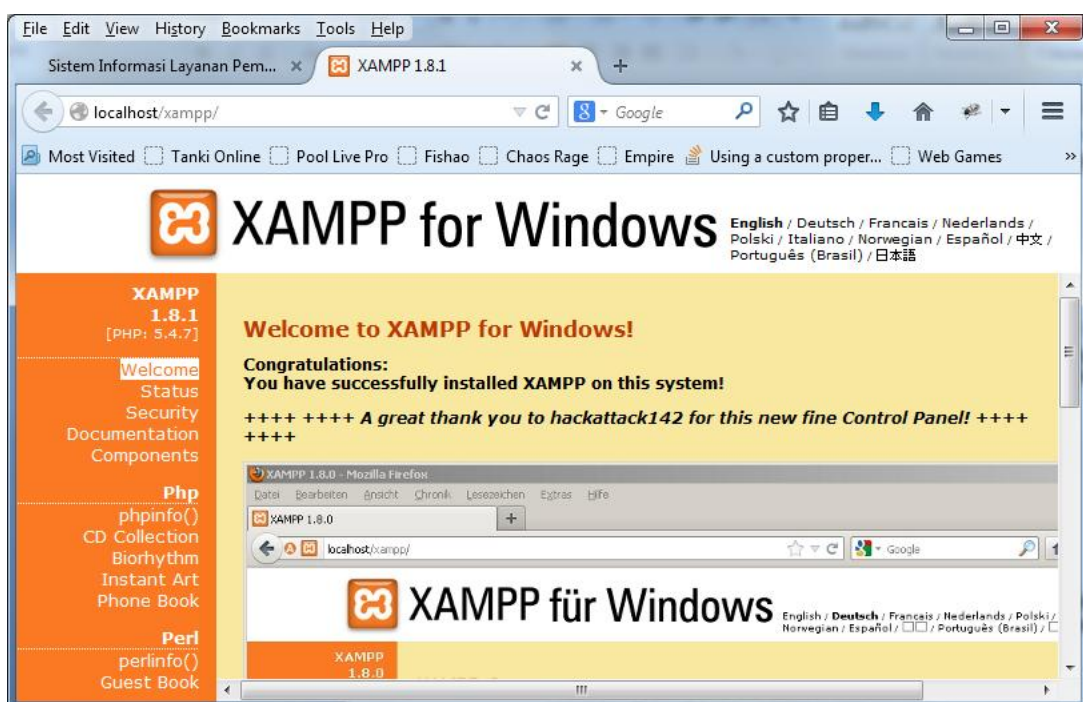 File Edit View History Bookmarks Tools Help
Sistem Informasi Layanan Pem... XAMPP 1.8.1
localhost/xampp/ Google
Most Visited Tanki Online Pool Live Pro Fishao Chaos Rage Empire Using a custom proper... Web Games »
XAMPP for Windows
English / Deutsch / Francais / Nederlands /
Polski / Italiano / Norwegian / Español / 中文 /
Português (Brasil) / 日本語
XAMPP
1.8.1
[PHP: 5.4.7]
Welcome
Status
Security
Documentation
Components
Php
phpinfo()
CD Collection
Biorhythm
Instant Art
Phone Book
Perl
perlinfo()
Guest Book
Welcome to XAMPP for Windows!
Congratulations:
You have successfully installed XAMPP on this system!
++++ ++++ A great thank you to hackattack142 for this new fine Control Panel! ++++
++++
XAMPP 1.8.0 - Mozilla Firefox
Datei Bearbeiten Ansicht Chronik Lesezeichen Extras Hilfe
XAMPP 1.8.0
localhost/xampp/ Google
XAMPP für Windows
English / Deutsch / Francais / Nederlands / Polski /
Norwegian / Español / □□ / Português (Brasil) /
XAMPP
1.8.0